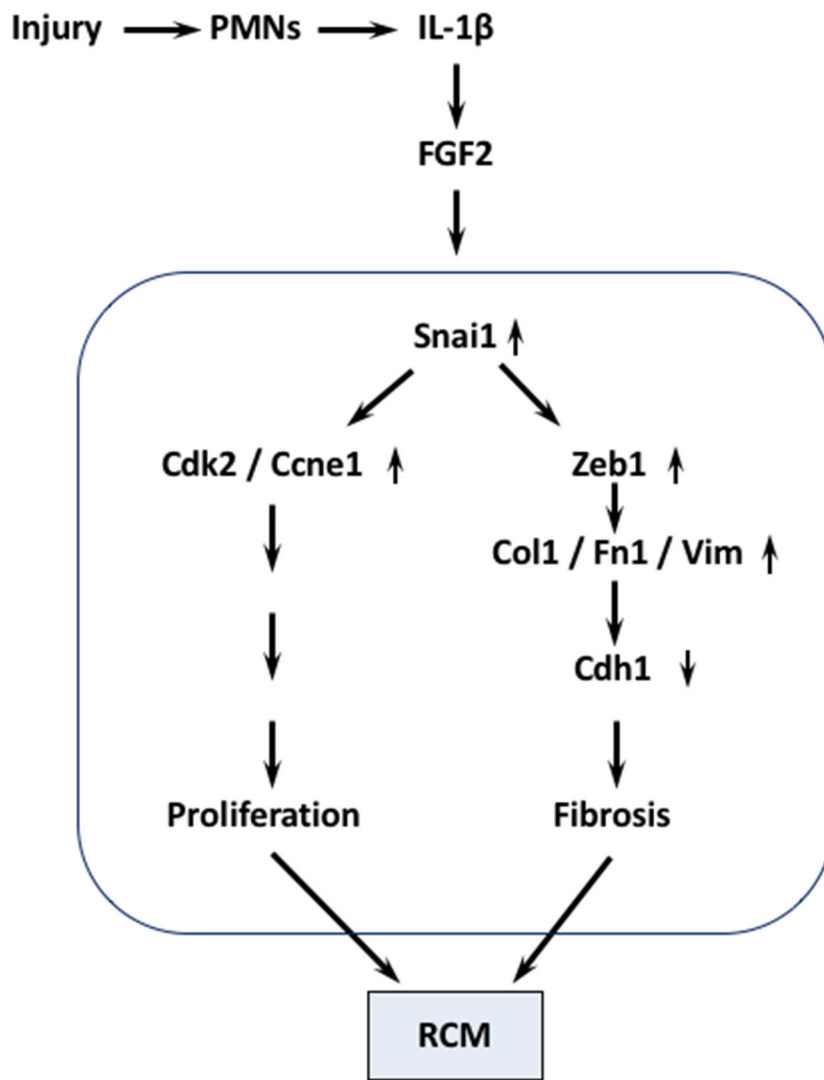 Injury PMNs IL-1β
FGF2
Snai1
Cdk2 / Ccne1 Zeb1
Col1 / Fn1 / Vim
Cdh1
Proliferation Fibrosis
RCM